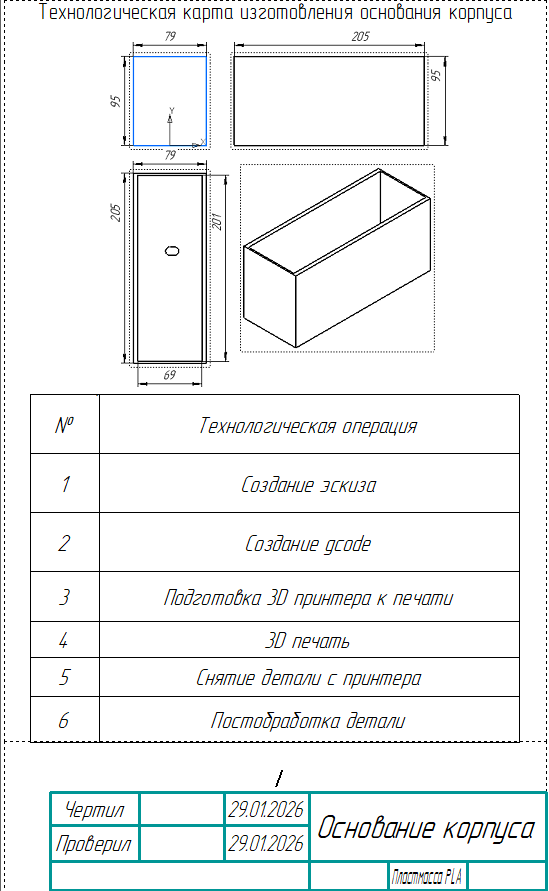 Технологическая карта изготовления основания корпуса
79
205
95
95
Y
X
79
205
201
69
№ Технологическая операция
1 Создание эскиза
2 Создание gcode
3 Подготовка 3D принтера к печати
4 3D печать
5 Снятие детали с принтера
6 Постобработка детали
/
Чертил 29.01.2026
Основание корпуса
Проверил 29.01.2026
Пластмасса PLA